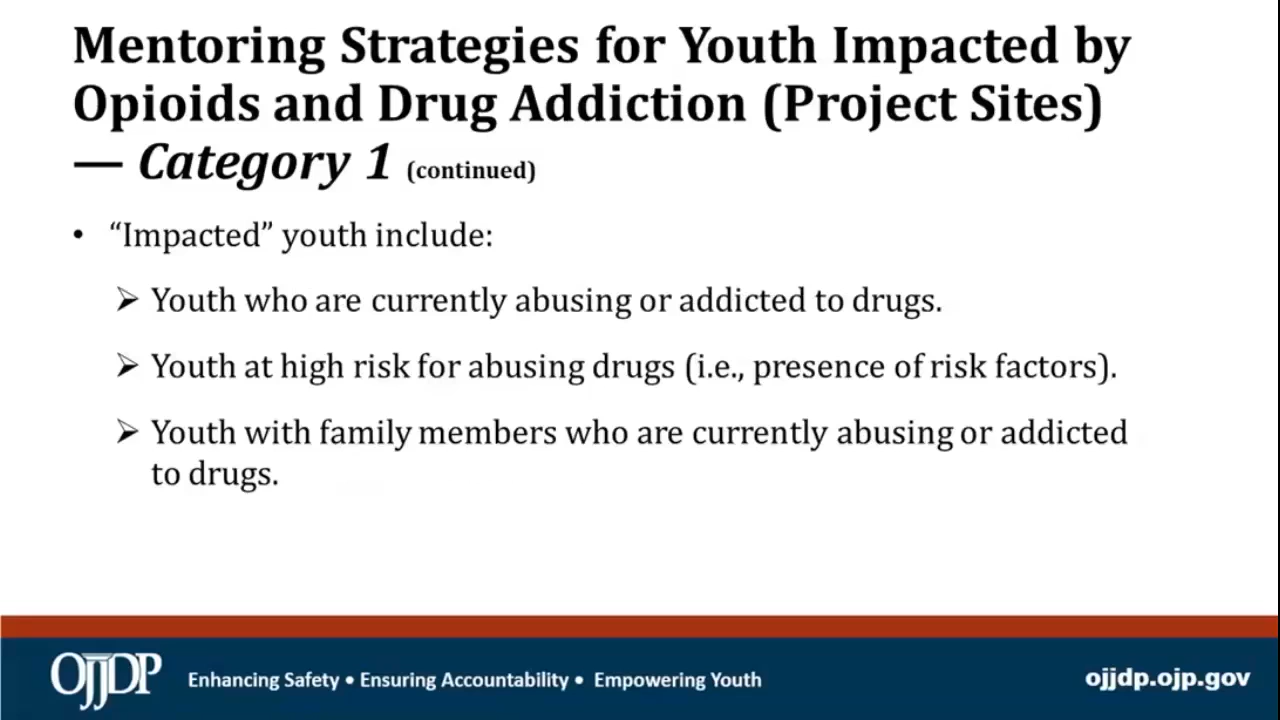 Mentoring Strategies for Youth Impacted by
Opioids and Drug Addiction (Project Sites)
— Category 1 (continued)
• “Impacted” youth include:
➢ Youth who are currently abusing or addicted to drugs.
➢ Youth at high risk for abusing drugs (i.e., presence of risk factors).
➢ Youth with family members who are currently abusing or addicted
to drugs.
OJJDP Enhancing Safety • Ensuring Accountability • Empowering Youth ojjdp.ojp.gov